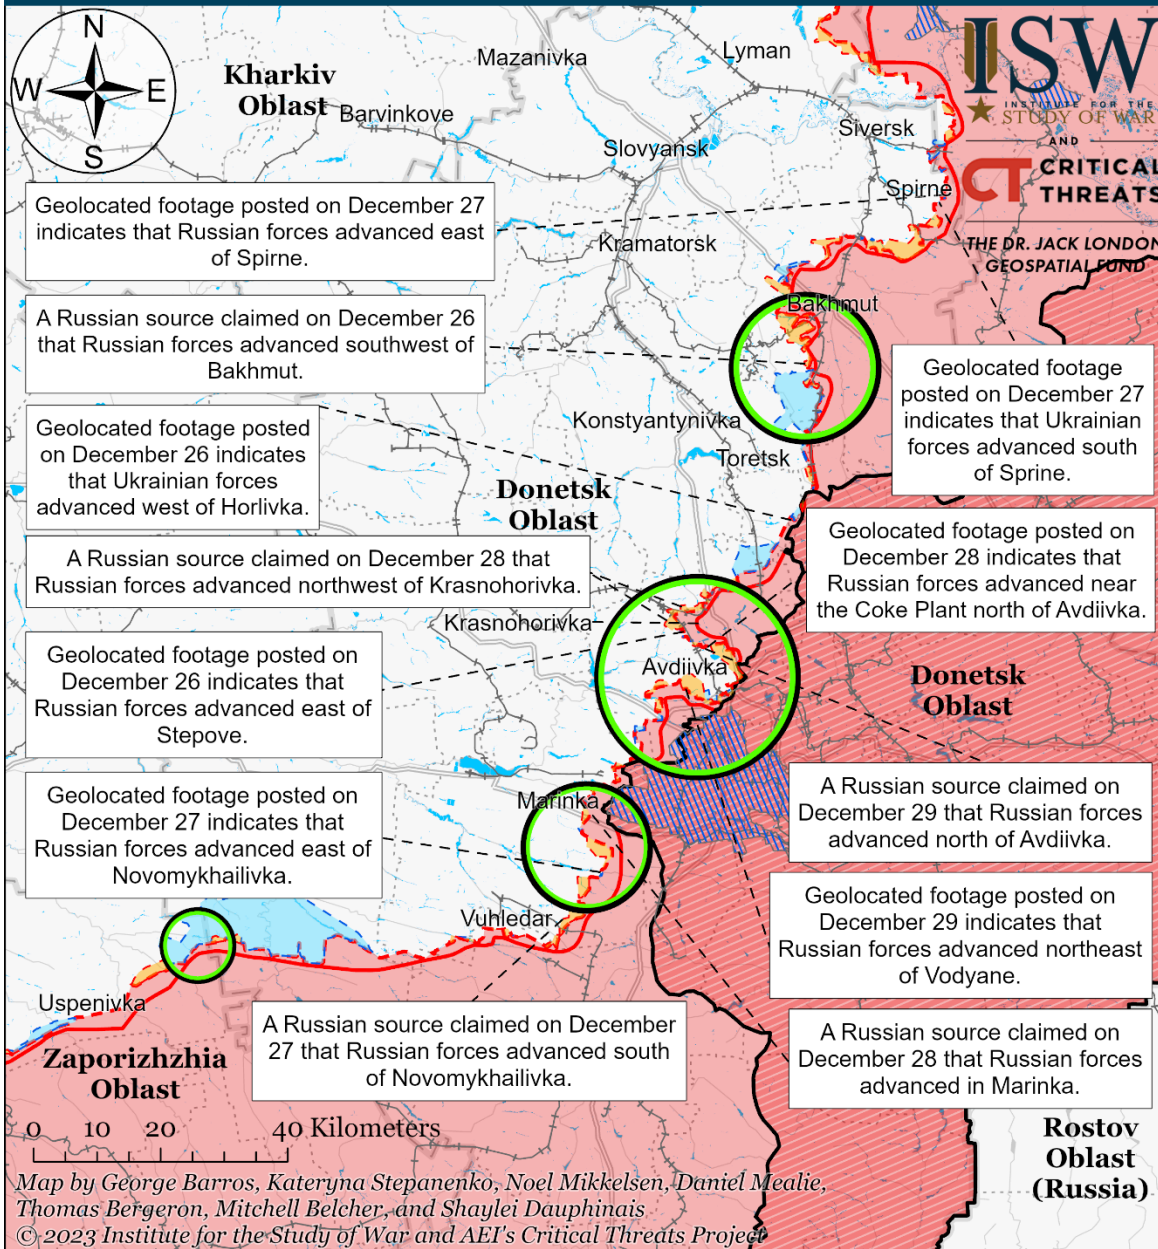 N
W
E
S
Kharkiv
Oblast
Mazanivka
Lyman
Barvinkove
Slovyansk
Siversk
Spirne
Kramatorsk
ISW
INSTITUTE FOR THE
STUDY OF WAR
AND
CT CRITICAL
THREATS
THE DR. JACK LONDON
GEOSPATIAL FUND
Geolocated footage posted on December 27
indicates that Russian forces advanced east
of Spirne.
A Russian source claimed on December 26
that Russian forces advanced southwest of
Bakhmut.
Bakhmut
Geolocated footage
posted on December 27
indicates that Ukrainian
forces advanced south
of Sprine.
Geolocated footage posted
on December 26 indicates
that Ukrainian forces
advanced west of Horlivka.
Konstyantynivka
Toretsk
Donetsk
Oblast
A Russian source claimed on December 28 that
Russian forces advanced northwest of Krasnohorivka.
Geolocated footage posted on
December 28 indicates that
Russian forces advanced near
the Coke Plant north of Avdiivka.
Krasnohorivka
Avdiivka
Geolocated footage posted on
December 26 indicates that
Russian forces advanced east of
Stepove.
Donetsk
Oblast
Geolocated footage posted on
December 27 indicates that
Russian forces advanced east of
Novomykhailivka.
Marinka
A Russian source claimed on
December 29 that Russian forces
advanced north of Avdiivka.
Geolocated footage posted on
December 29 indicates that
Russian forces advanced northeast
of Vodyane.
Vuhledar
Uspenivka
A Russian source claimed on December
27 that Russian forces advanced south
of Novomykhailivka.
A Russian source claimed on
December 28 that Russian forces
advanced in Marinka.
Zaporizhzhia
Oblast
0 10 20 40 Kilometers
Rostov
Oblast
(Russia)
Map by George Barros, Kateryna Stepanenko, Noel Mikkelsen, Daniel Mealie,
Thomas Bergeron, Mitchell Belcher, and Shaylei Dauphinais
© 2023 Institute for the Study of War and AEI's Critical Threats Project